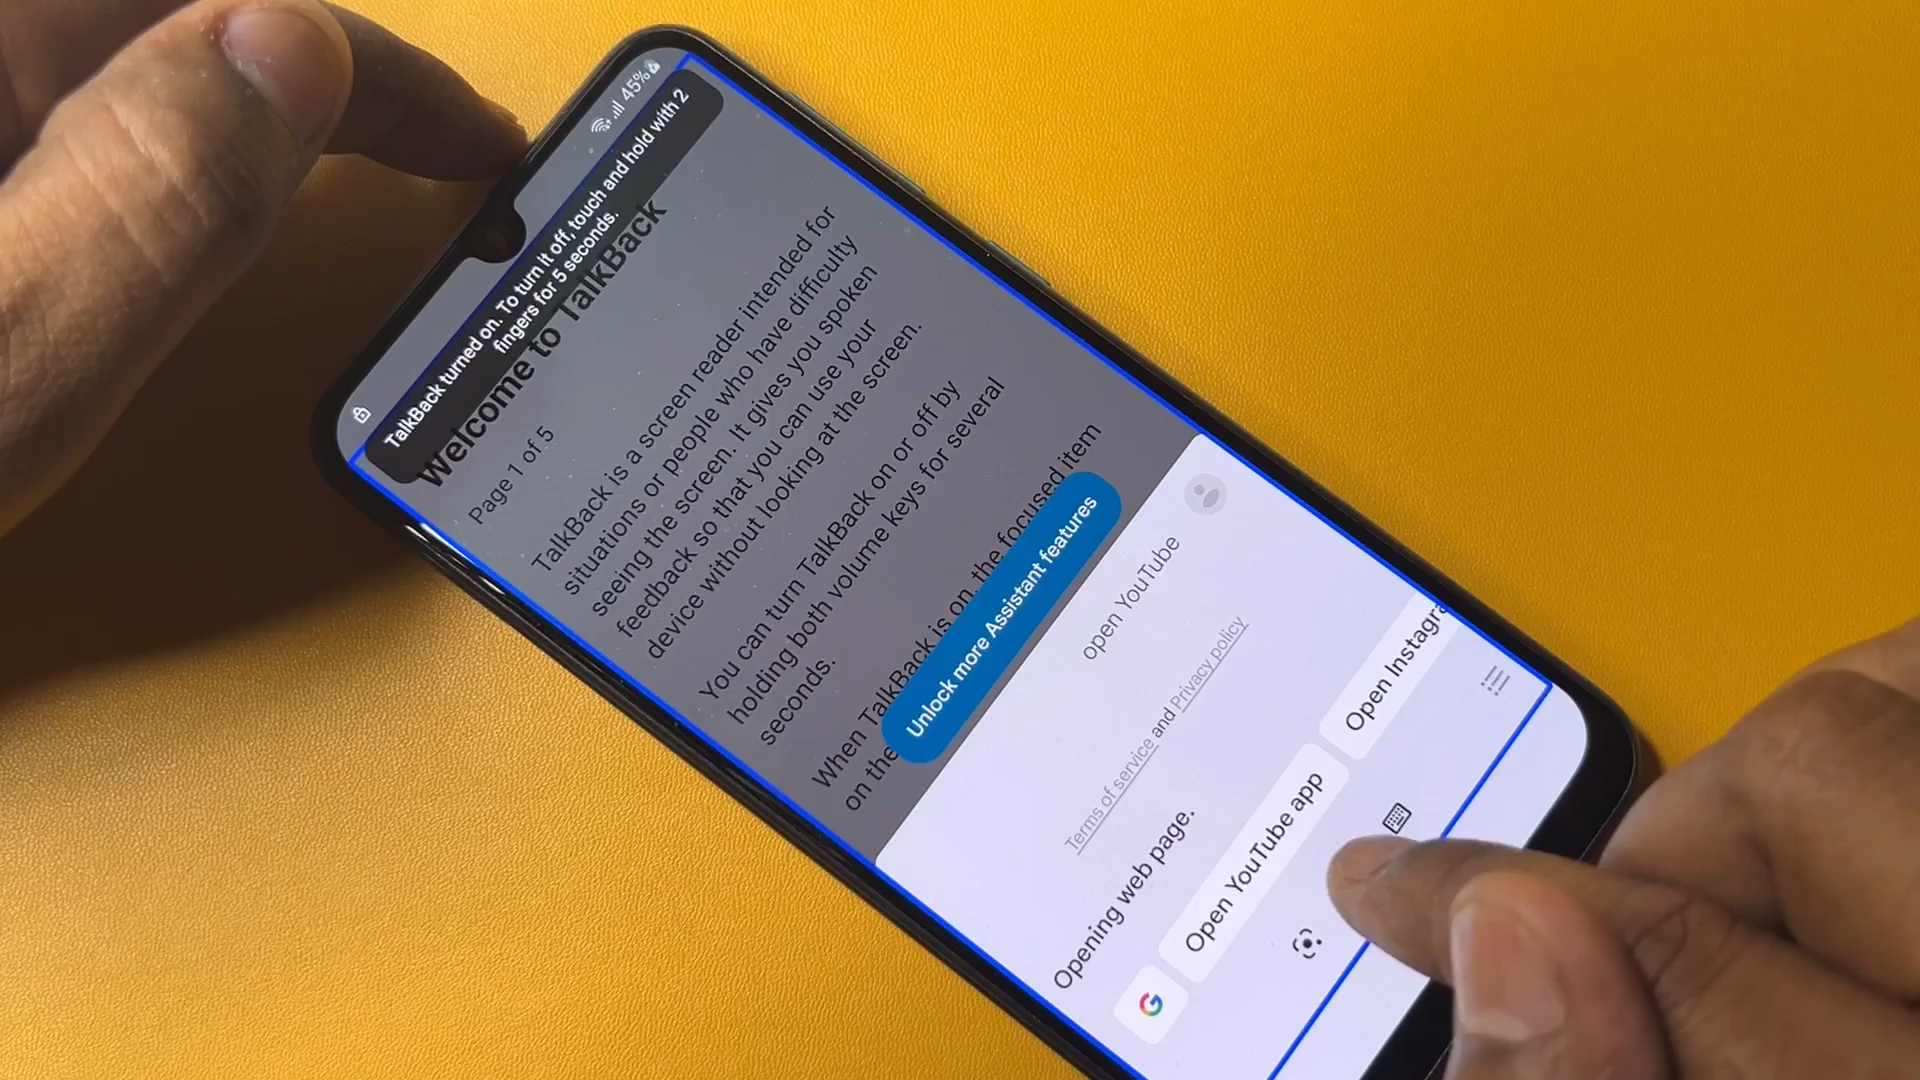 45%
TalkBack turned on. To turn it off, touch and hold with 2
fingers for 5 seconds.
Welcome to TalkBack
Page 1 of 5
TalkBack is a screen reader intended for
situations or people who have difficulty
seeing the screen. It gives you spoken
feedback so that you can use your
device without looking at the screen.
You can turn TalkBack on or off by
holding both volume keys for several
seconds.
When TalkBack is on, the focused item
on the
Unlock more Assistant features
open YouTube
Terms of service and Privacy policy
Opening web page.
G
Open YouTube app
Open Instagra